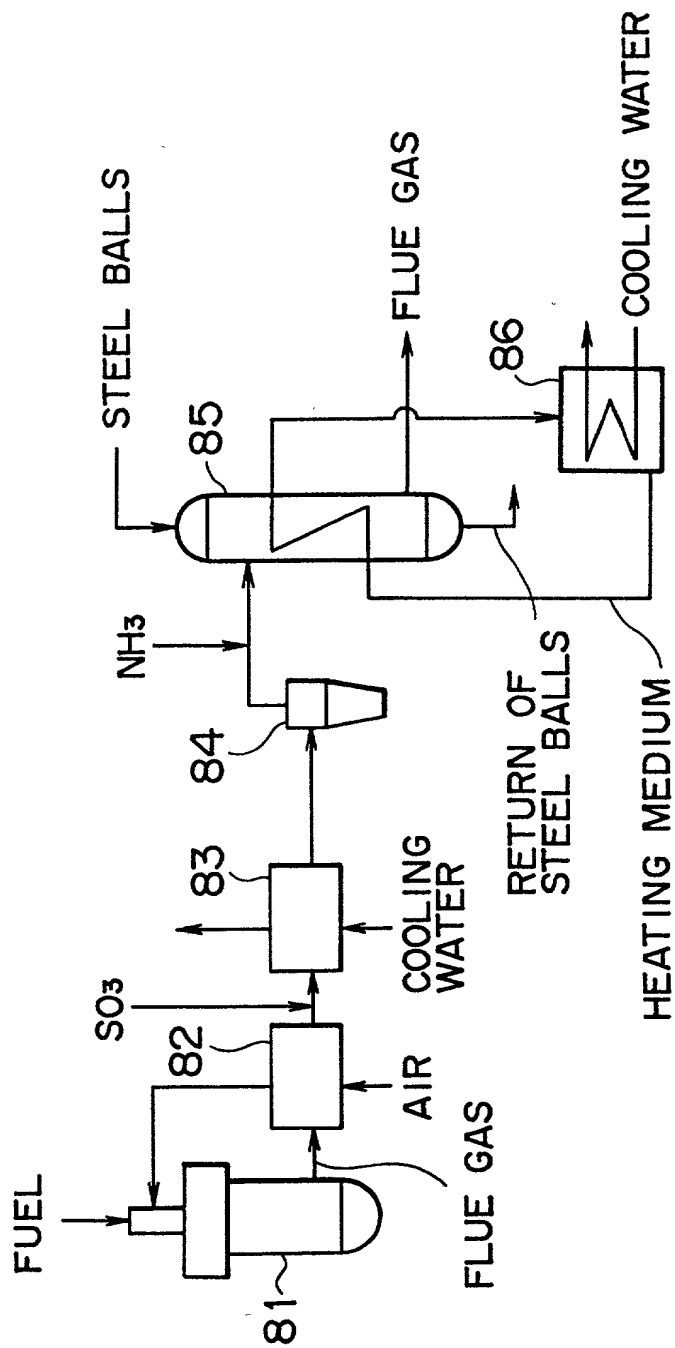 FUEL
81
FLUE GAS
82
AIR
SO3
83
COOLING
WATER
84
NH3
85
STEEL BALLS
FLUE GAS
RETURN OF
STEEL BALLS
HEATING MEDIUM
86
COOLING WATER